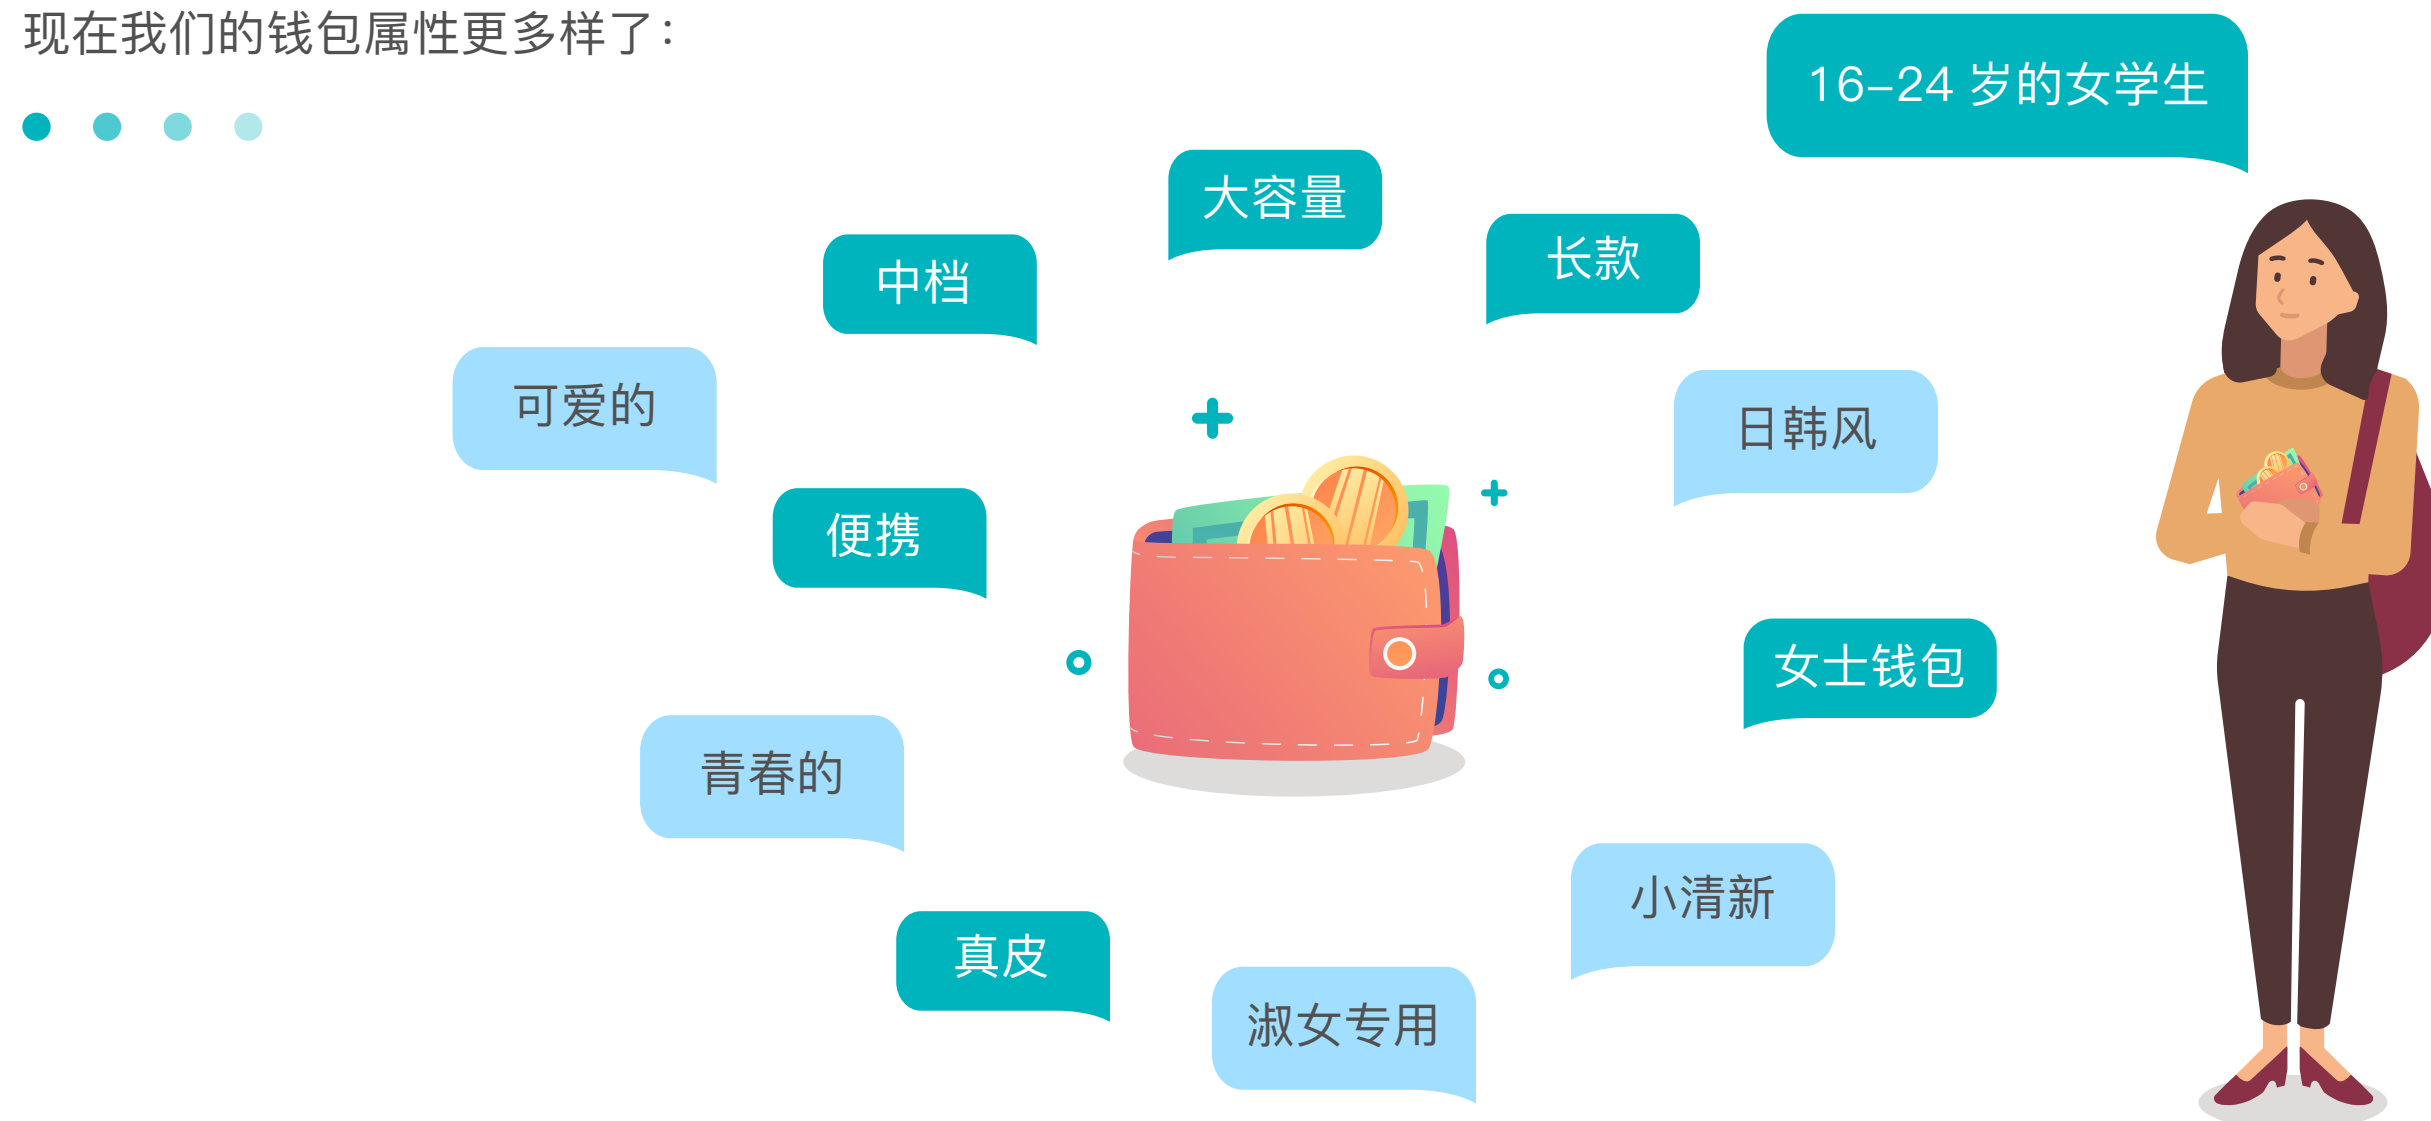 现在我们的钱包属性更多样了：
16-24 岁的女学生
大容量
长款
中档
可爱的
日韩风
便携
女士钱包
青春的
小清新
真皮
淑女专用